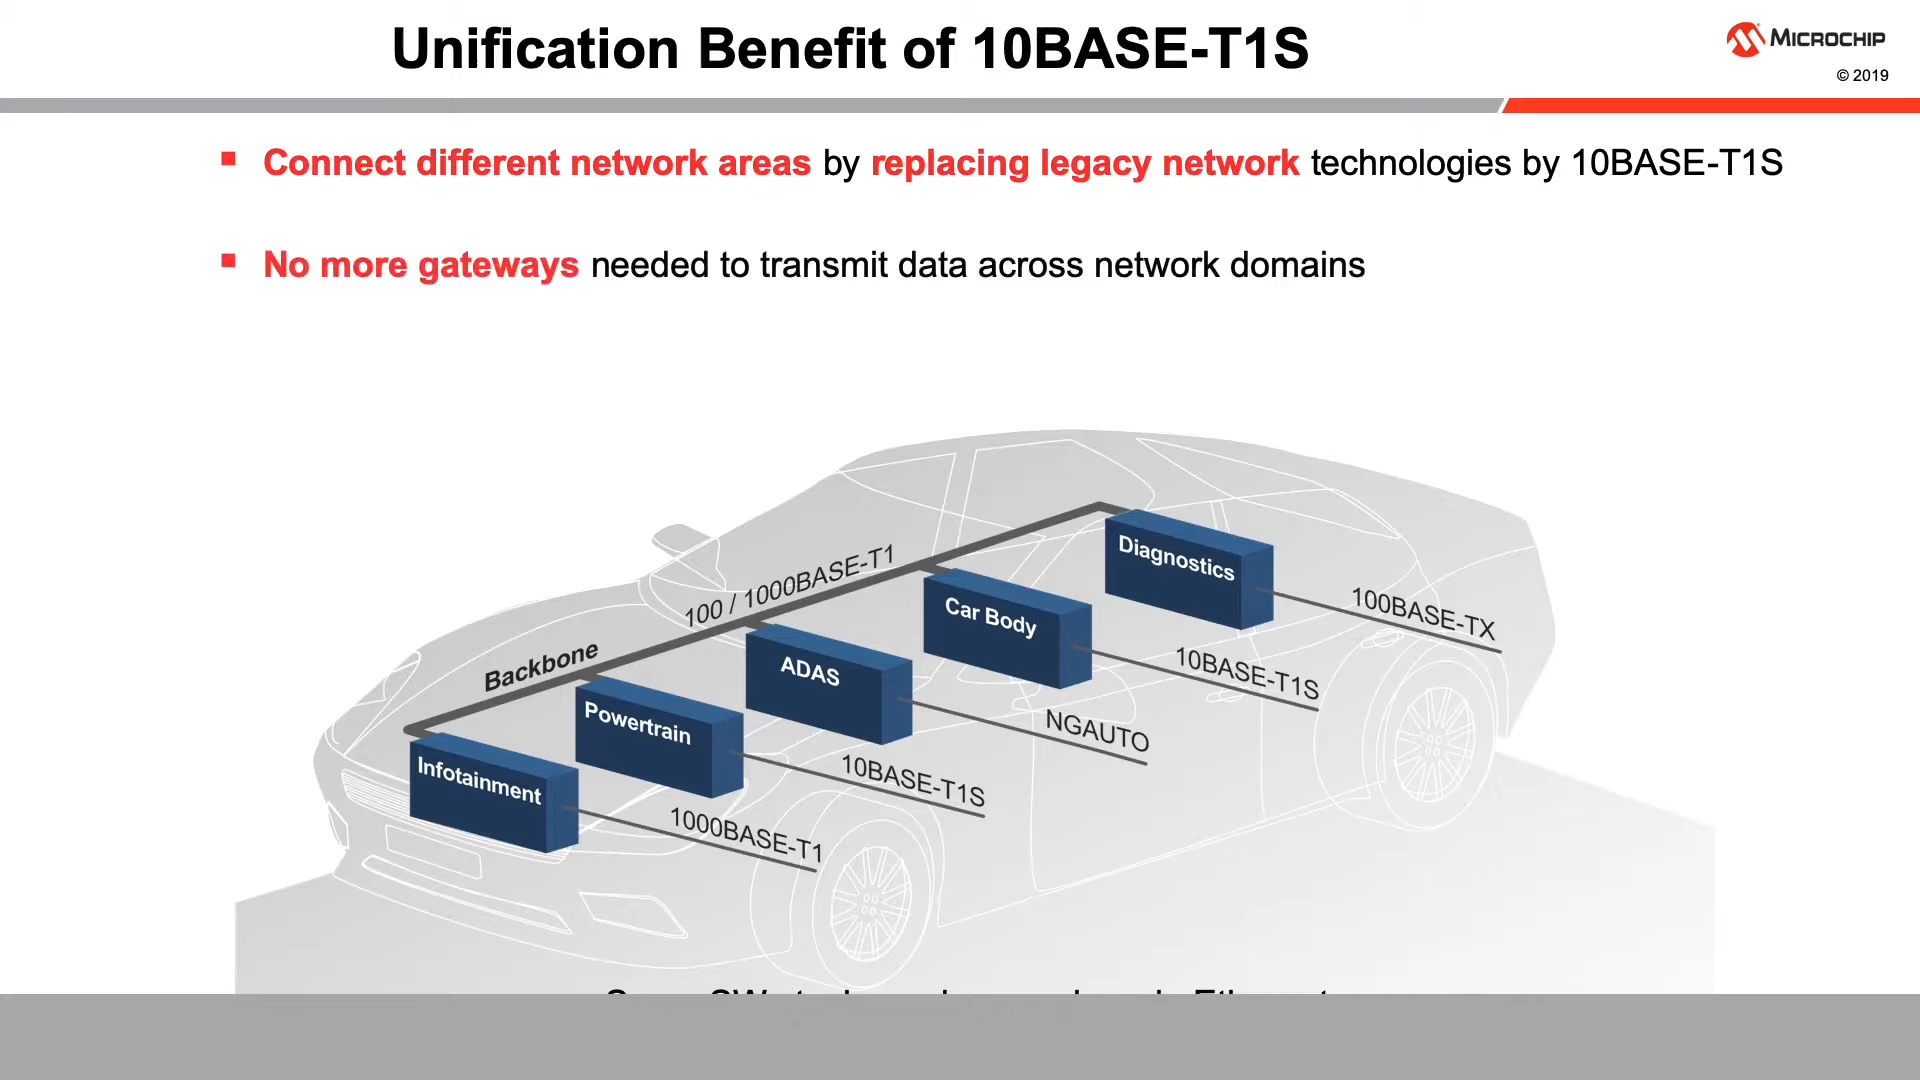 Unification Benefit of 10BASE-T1S
MICROCHIP
© 2019
Connect different network areas by replacing legacy network technologies by 10BASE-T1S
No more gateways needed to transmit data across network domains
Diagnostics
100BASE-TX
100 / 1000BASE-T1
Car Body
10BASE-T1S
Backbone
ADAS
NGAUTO
Powertrain
10BASE-T1S
Infotainment
1000BASE-T1